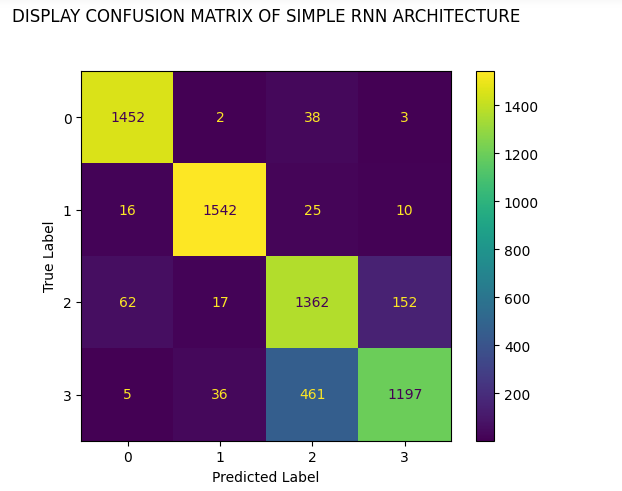 DISPLAY CONFUSION MATRIX OF SIMPLE RNN ARCHITECTURE
0 1452 2 38 3
1 16 1542 25 10
2 62 17 1362 152
3 5 36 461 1197
0 1 2 3
True Label
Predicted Label
1400
1200
1000
800
600
400
200